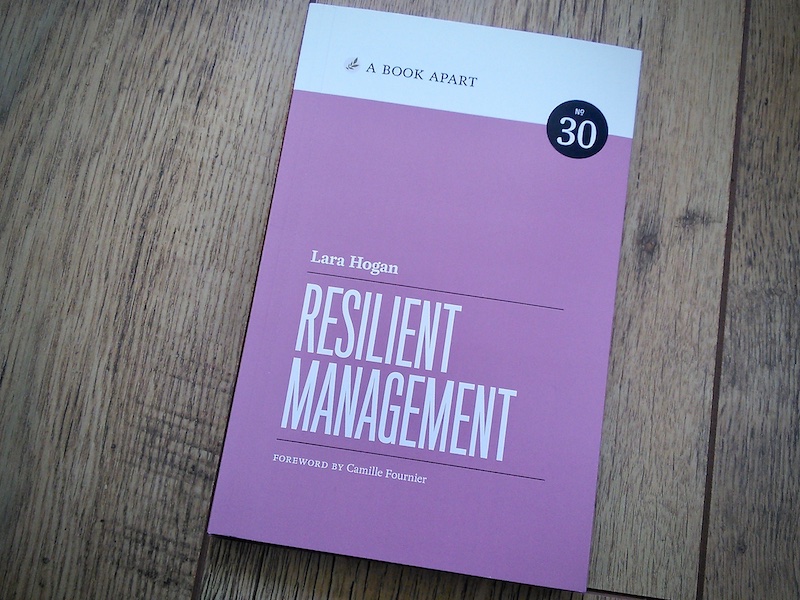 A BOOK APART
Nº
30
Lara Hogan
RESILIENT
MANAGEMENT
FOREWORD BY Camille Fournier